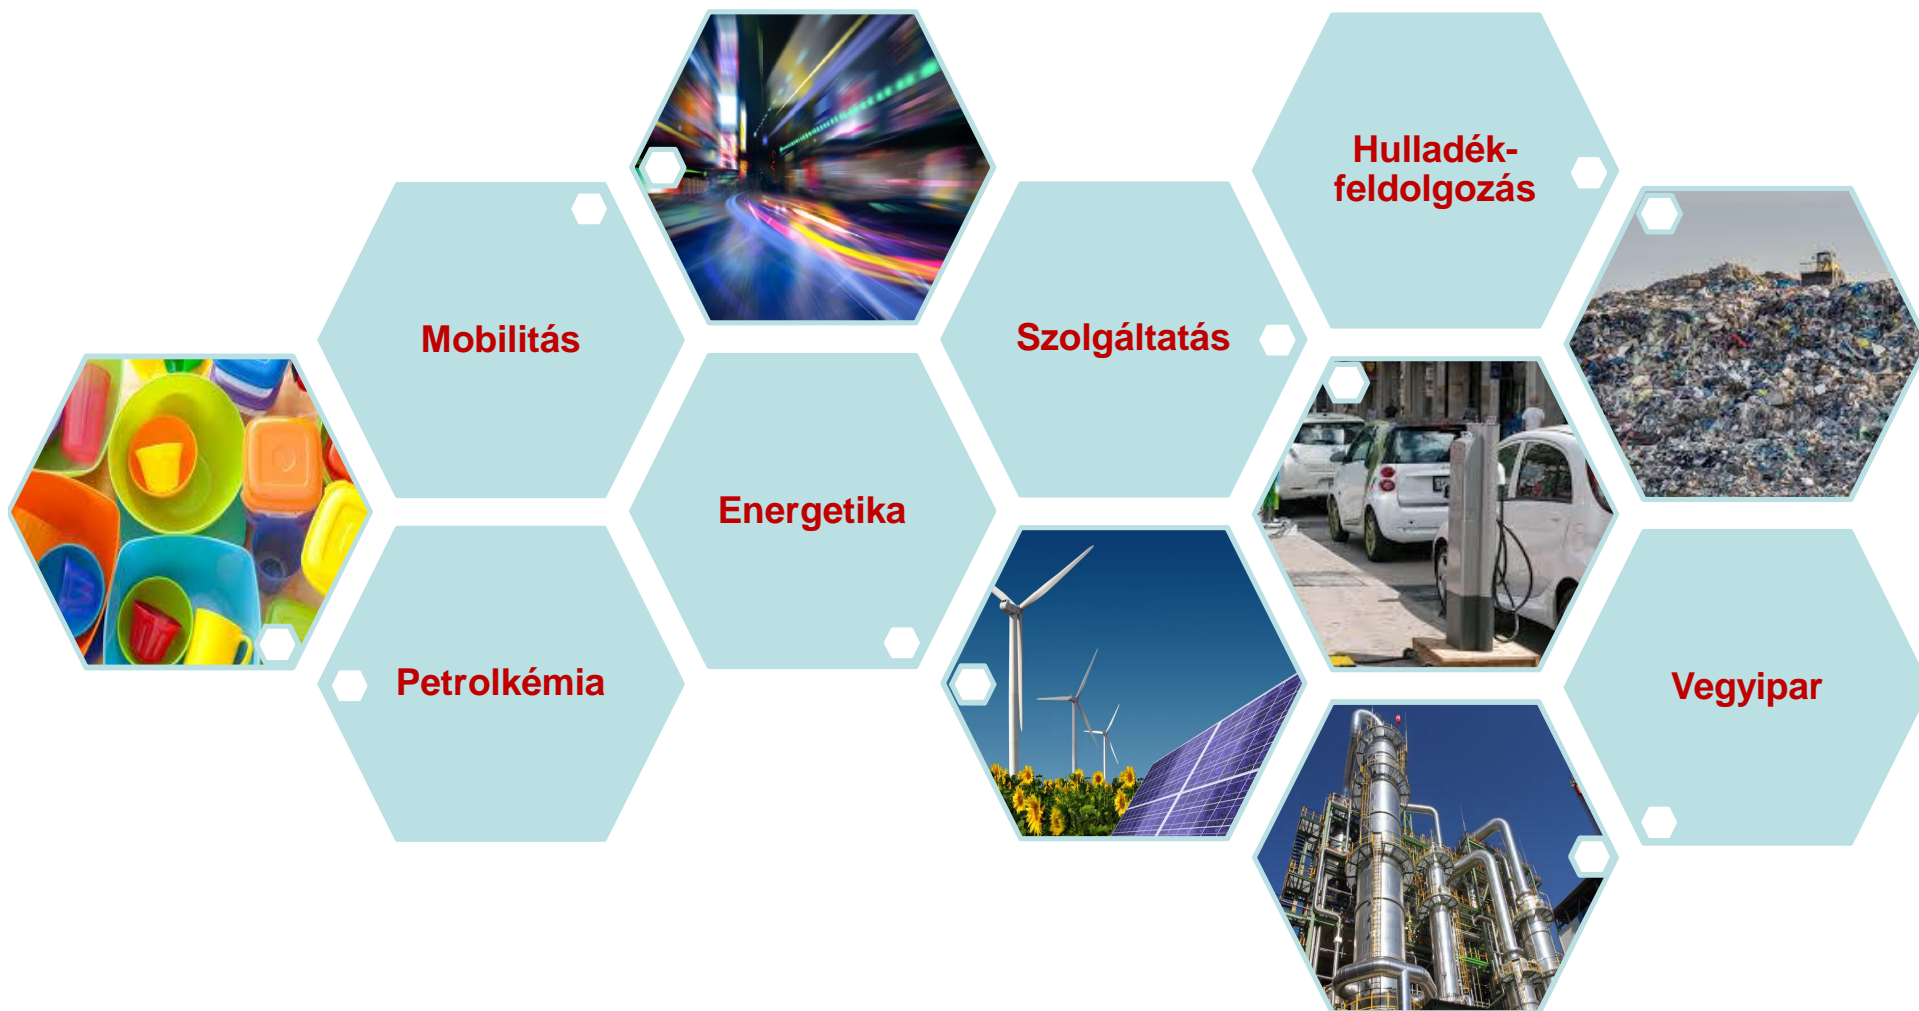 Hulladék-
feldolgozás
Mobilitás
Szolgáltatás
Energetika
Petrolkémia
Vegyipar